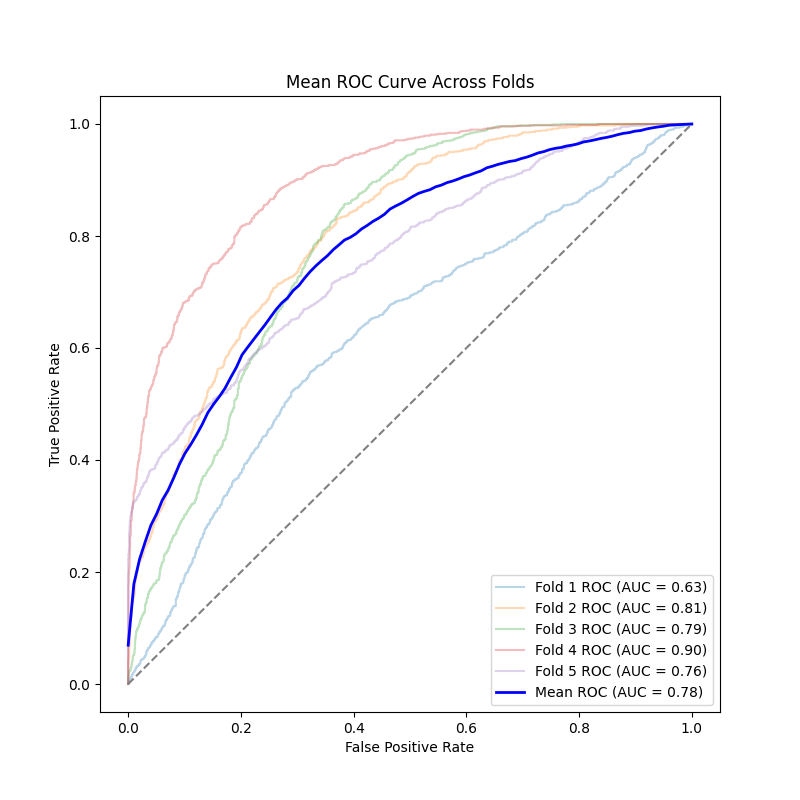 Mean ROC Curve Across Folds
1.0
0.8
0.6
0.4
0.2
0.0
True Positive Rate
Fold 1 ROC (AUC = 0.63)
Fold 2 ROC (AUC = 0.81)
Fold 3 ROC (AUC = 0.79)
Fold 4 ROC (AUC = 0.90)
Fold 5 ROC (AUC = 0.76)
Mean ROC (AUC = 0.78)
0.0 0.2 0.4 0.6 0.8 1.0
False Positive Rate